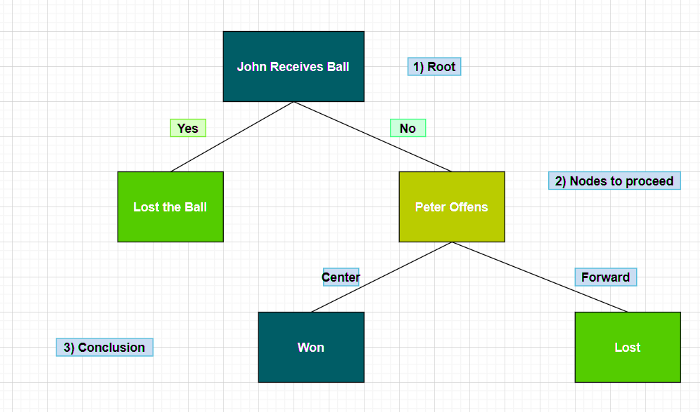 John Receives Ball
1) Root
Yes
No
Lost the Ball
Peter Offens
2) Nodes to proceed
Center
Forward
3) Conclusion
Won
Lost